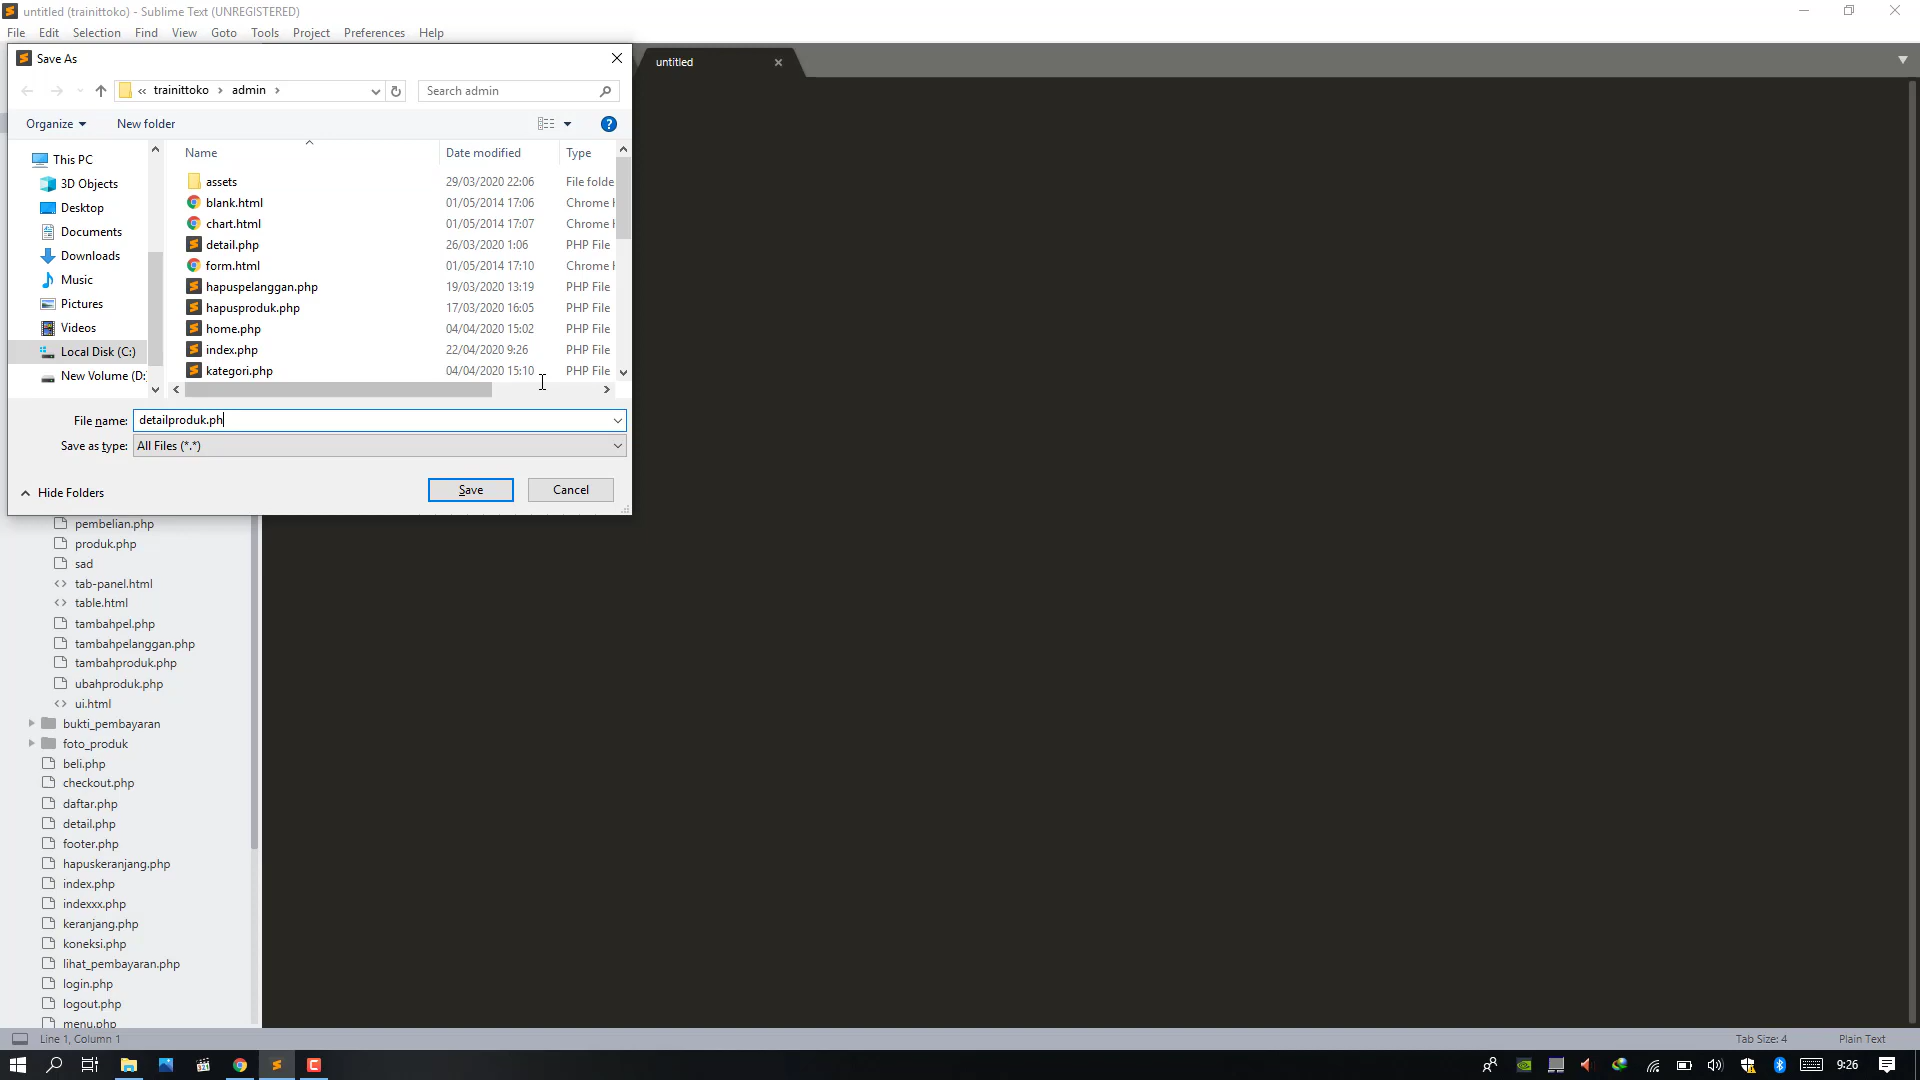 untitled (trainittoko) - Sublime Text (UNREGISTERED)
File Edit Selection Find View Goto Tools Project Preferences Help
Save As
untitled
« trainittoko > admin >
Search admin
Organize
New folder
Name Date modified Type
This PC
3D Objects
Desktop
Documents
Downloads
Music
Pictures
Videos
Local Disk (C:)
New Volume (D:
assets 29/03/2020 22:06 File folde
blank.html 01/05/2014 17:06 Chrome H
chart.html 01/05/2014 17:07 Chrome H
detail.php 26/03/2020 1:06 PHP File
form.html 01/05/2014 17:10 Chrome H
hapuspelanggan.php 19/03/2020 13:19 PHP File
hapusproduk.php 17/03/2020 16:05 PHP File
home.php 04/04/2020 15:02 PHP File
index.php 22/04/2020 9:26 PHP File
kategori.php 04/04/2020 15:10 PHP File
File name: detailproduk.ph
Save as type: All Files (*.*)
Hide Folders
Save
Cancel
pembelian.php
produk.php
sad
tab-panel.html
table.html
tambahpel.php
tambahpelanggan.php
tambahproduk.php
ubahproduk.php
ui.html
bukti_pembayaran
foto_produk
beli.php
checkout.php
daftar.php
detail.php
footer.php
hapuskeranjang.php
index.php
indexxx.php
keranjang.php
koneksi.php
lihat_pembayaran.php
login.php
logout.php
menu.php
Line 1, Column 1
Tab Size: 4
Plain Text
9:26